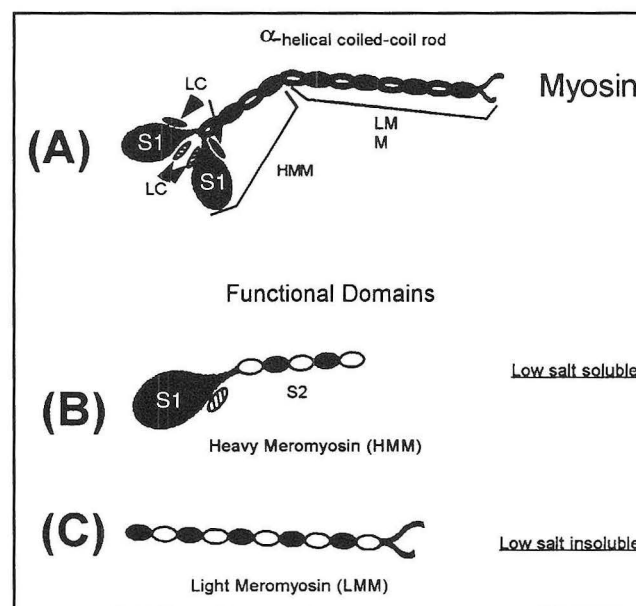 α-helical coiled-coil rod
Myosin
(A)
LC
S1
LC
S1
HMM
LM
M
Functional Domains
(B)
S1
S2
Low salt soluble
Heavy Meromyosin (HMM)
(C)
Low salt insoluble
Light Meromyosin (LMM)